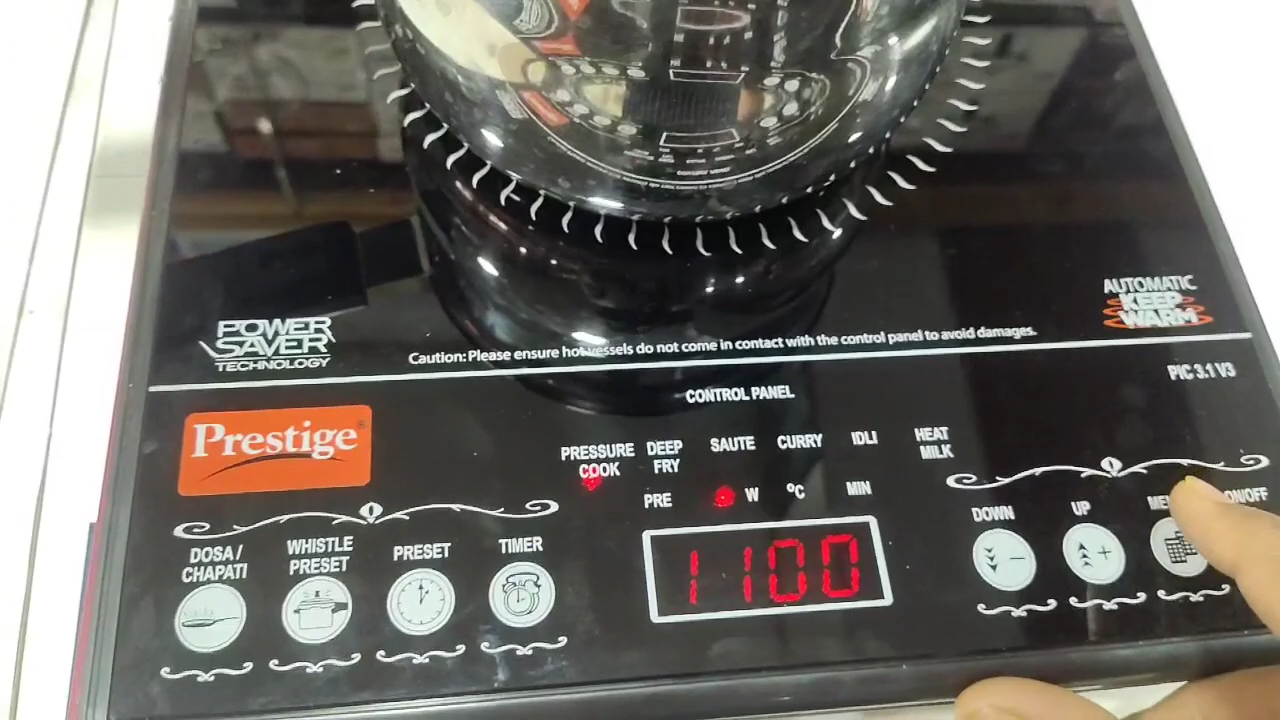 POWER
SAVER
TECHNOLOGY
AUTOMATIC
KEEP
WARM
Caution: Please ensure hot vessels do not come in contact with the control panel to avoid damages.
PIC 3.1 V3
CONTROL PANEL
Prestige
PRESSURE
COOK
DEEP
FRY
SAUTE
CURRY
IDLI
HEAT
MILK
PRE
W
°C
MIN
ON/OFF
DOSA /
CHAPATI
WHISTLE
PRESET
PRESET
TIMER
1100
DOWN
UP